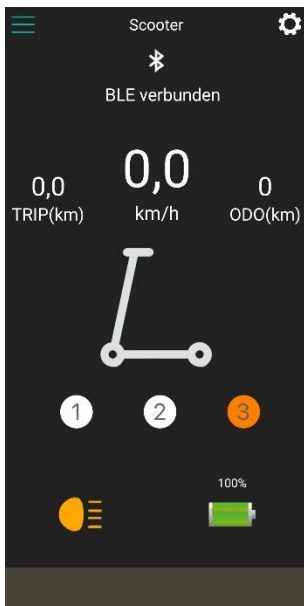 Scooter
BLE verbunden
0,0
TRIP(km)
0,0
km/h
0
ODO(km)
1
2
3
100%